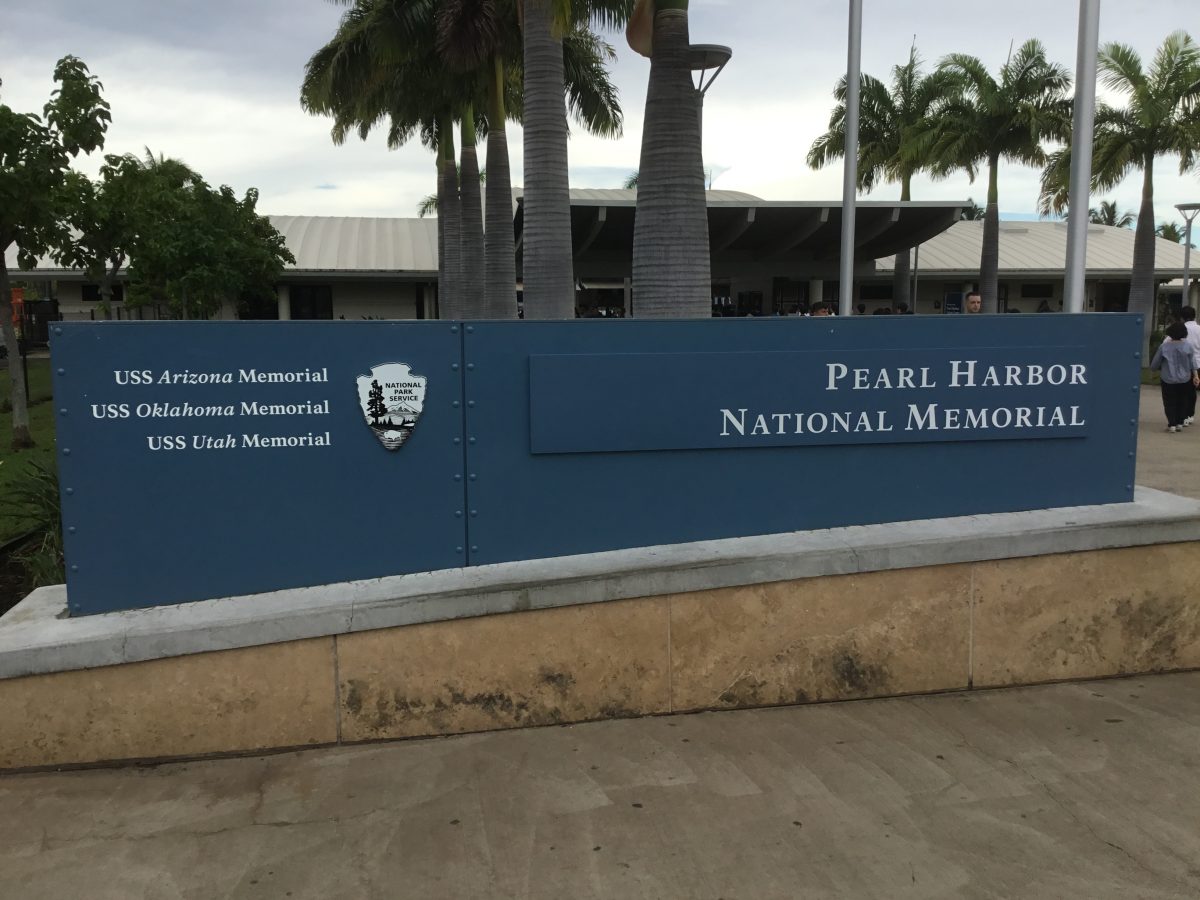 USS Arizona Memorial
USS Oklahoma Memorial
USS Utah Memorial
NATIONAL
PARK
SERVICE
PEARL HARBOR
NATIONAL MEMORIAL